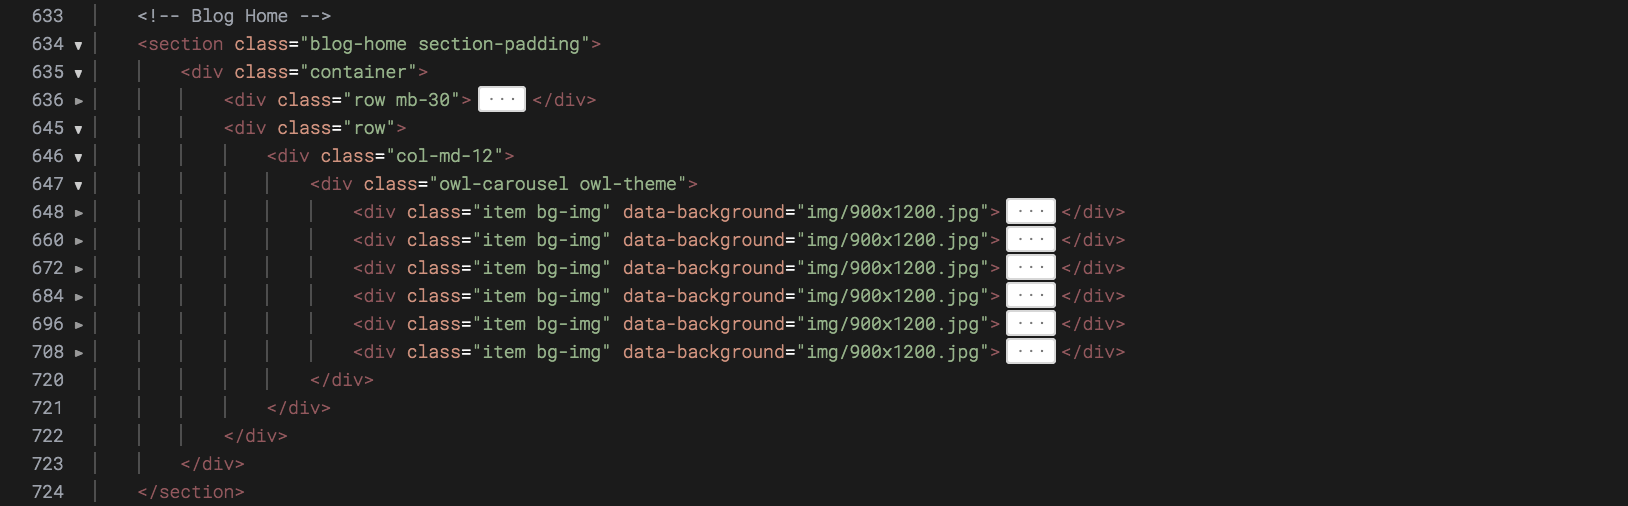 633 <!-- Blog Home -->
634 ▼ <section class="blog-home section-padding">
635 ▼ <div class="container">
636 ▶ <div class="row mb-30"> ··· </div>
645 ▼ <div class="row">
646 ▼ <div class="col-md-12">
647 ▼ <div class="owl-carousel owl-theme">
648 ▶ <div class="item bg-img" data-background="img/900x1200.jpg"> ··· </div>
660 ▶ <div class="item bg-img" data-background="img/900x1200.jpg"> ··· </div>
672 ▶ <div class="item bg-img" data-background="img/900x1200.jpg"> ··· </div>
684 ▶ <div class="item bg-img" data-background="img/900x1200.jpg"> ··· </div>
696 ▶ <div class="item bg-img" data-background="img/900x1200.jpg"> ··· </div>
708 ▶ <div class="item bg-img" data-background="img/900x1200.jpg"> ··· </div>
720 </div>
721 </div>
722 </div>
723 </div>
724 </section>